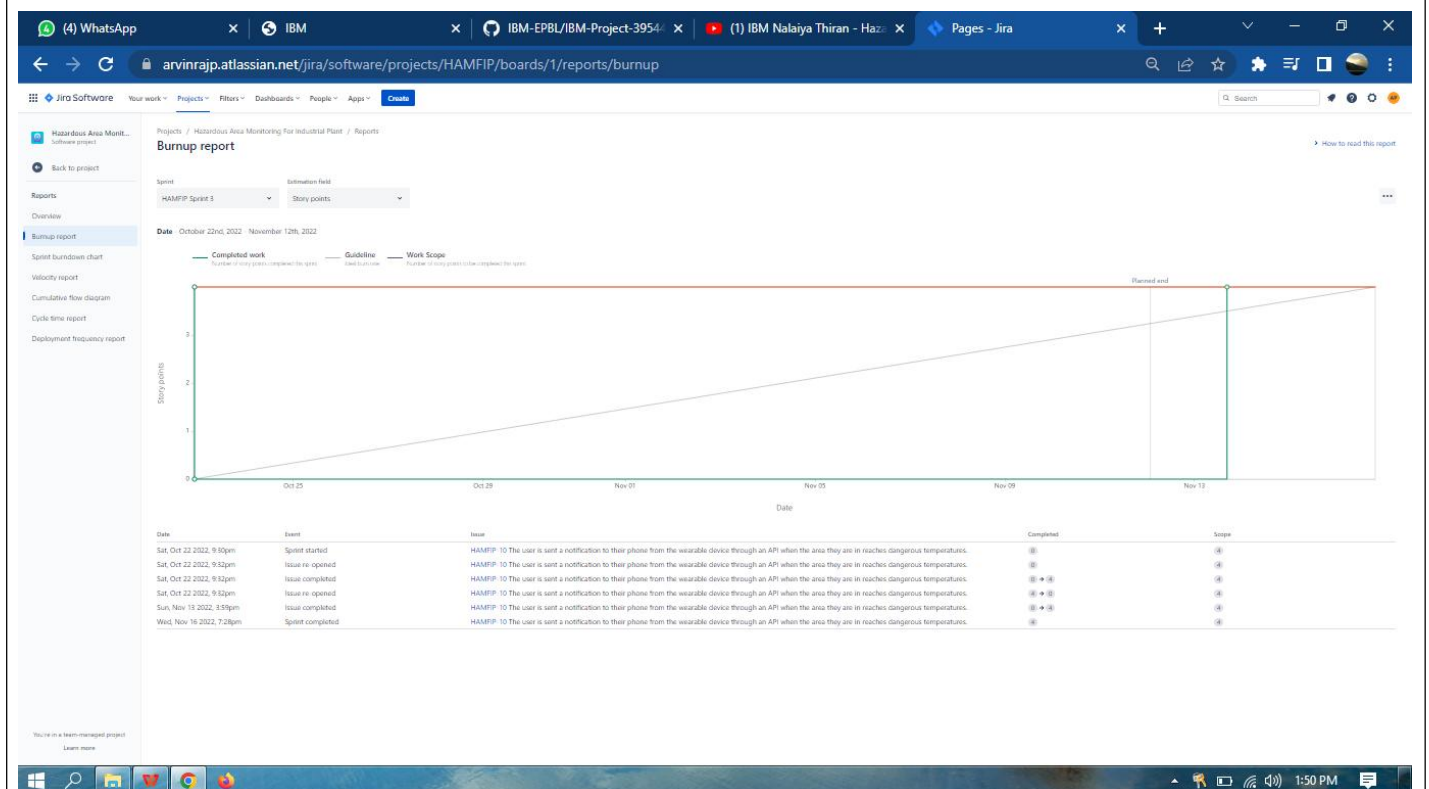 (4) WhatsApp
IBM
IBM-EPBL/IBM-Project-39544
(1) IBM Nalaiya Thiran - Haza
Pages - Jira
arvinrajp.atlassian.net/jira/software/projects/HAMFIP/boards/1/reports/burnup
Jira Software Your work Projects Filters Dashboards People Apps Create Search
Hazardous Area Monit...
Software project
Back to project
Reports
Overview
Burnup report
Sprint burndown chart
Velocity report
Cumulative flow diagram
Cycle time report
Deployment frequency report
You're in a team-managed project
Learn more
Projects / Hazardous Area Monitoring For Industrial Plant / Reports
Burnup report
How to read this report
Sprint Estimation field
HAMFIP Sprint 3 Story points
Date October 22nd, 2022 - November 12th, 2022
Completed work Guideline Work Scope
Planned end
3
2
1
0
Story points
Oct 25 Oct 29 Nov 01 Nov 05 Nov 09 Nov 13
Date
Date Event Issue Completed Scope
Sat, Oct 22 2022, 9:30pm Sprint started HAMFIP-10 The user is sent a notification to their phone from the wearable device through an API when the area they are in reaches dangerous temperatures. 0 4
Sat, Oct 22 2022, 9:32pm Issue re-opened HAMFIP-10 The user is sent a notification to their phone from the wearable device through an API when the area they are in reaches dangerous temperatures. 0 4
Sat, Oct 22 2022, 9:32pm Issue completed HAMFIP-10 The user is sent a notification to their phone from the wearable device through an API when the area they are in reaches dangerous temperatures. 0 → 4 4
Sat, Oct 22 2022, 9:32pm Issue re-opened HAMFIP-10 The user is sent a notification to their phone from the wearable device through an API when the area they are in reaches dangerous temperatures. 4 → 0 4
Sun, Nov 13 2022, 3:59pm Issue completed HAMFIP-10 The user is sent a notification to their phone from the wearable device through an API when the area they are in reaches dangerous temperatures. 0 → 4 4
Wed, Nov 16 2022, 7:28pm Sprint completed HAMFIP-10 The user is sent a notification to their phone from the wearable device through an API when the area they are in reaches dangerous temperatures. 4 4
1:50 PM